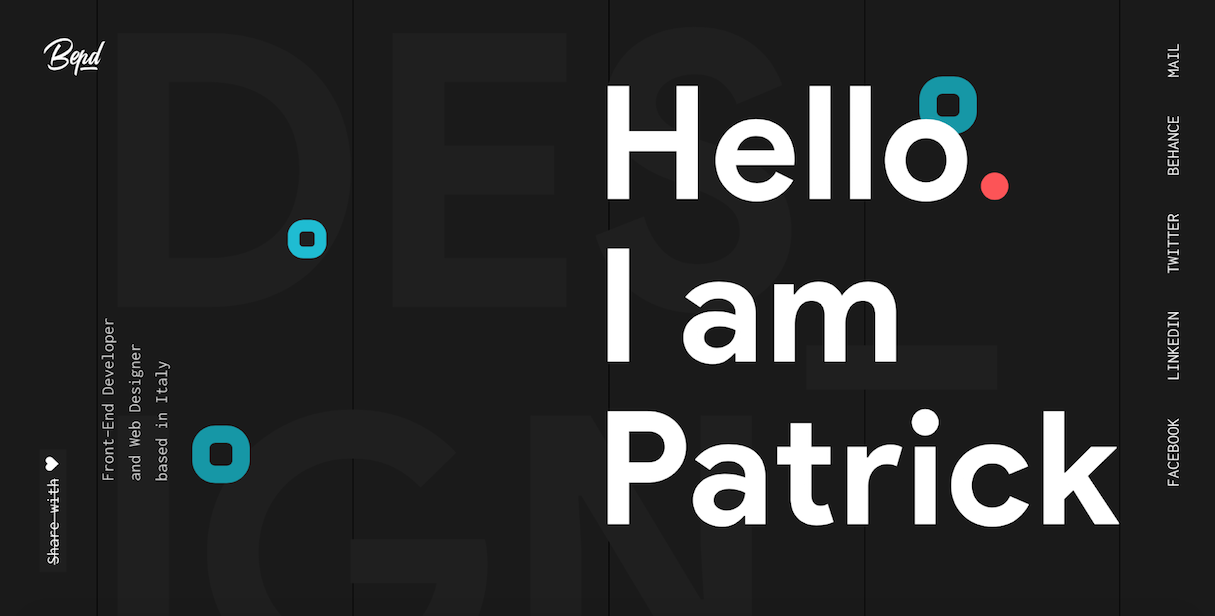 Bepd
DES_
IGN
Hello.
I am
Patrick
Front-End Developer
and Web Designer
based in Italy
Share with
MAIL
BEHANCE
TWITTER
LINKEDIN
FACEBOOK